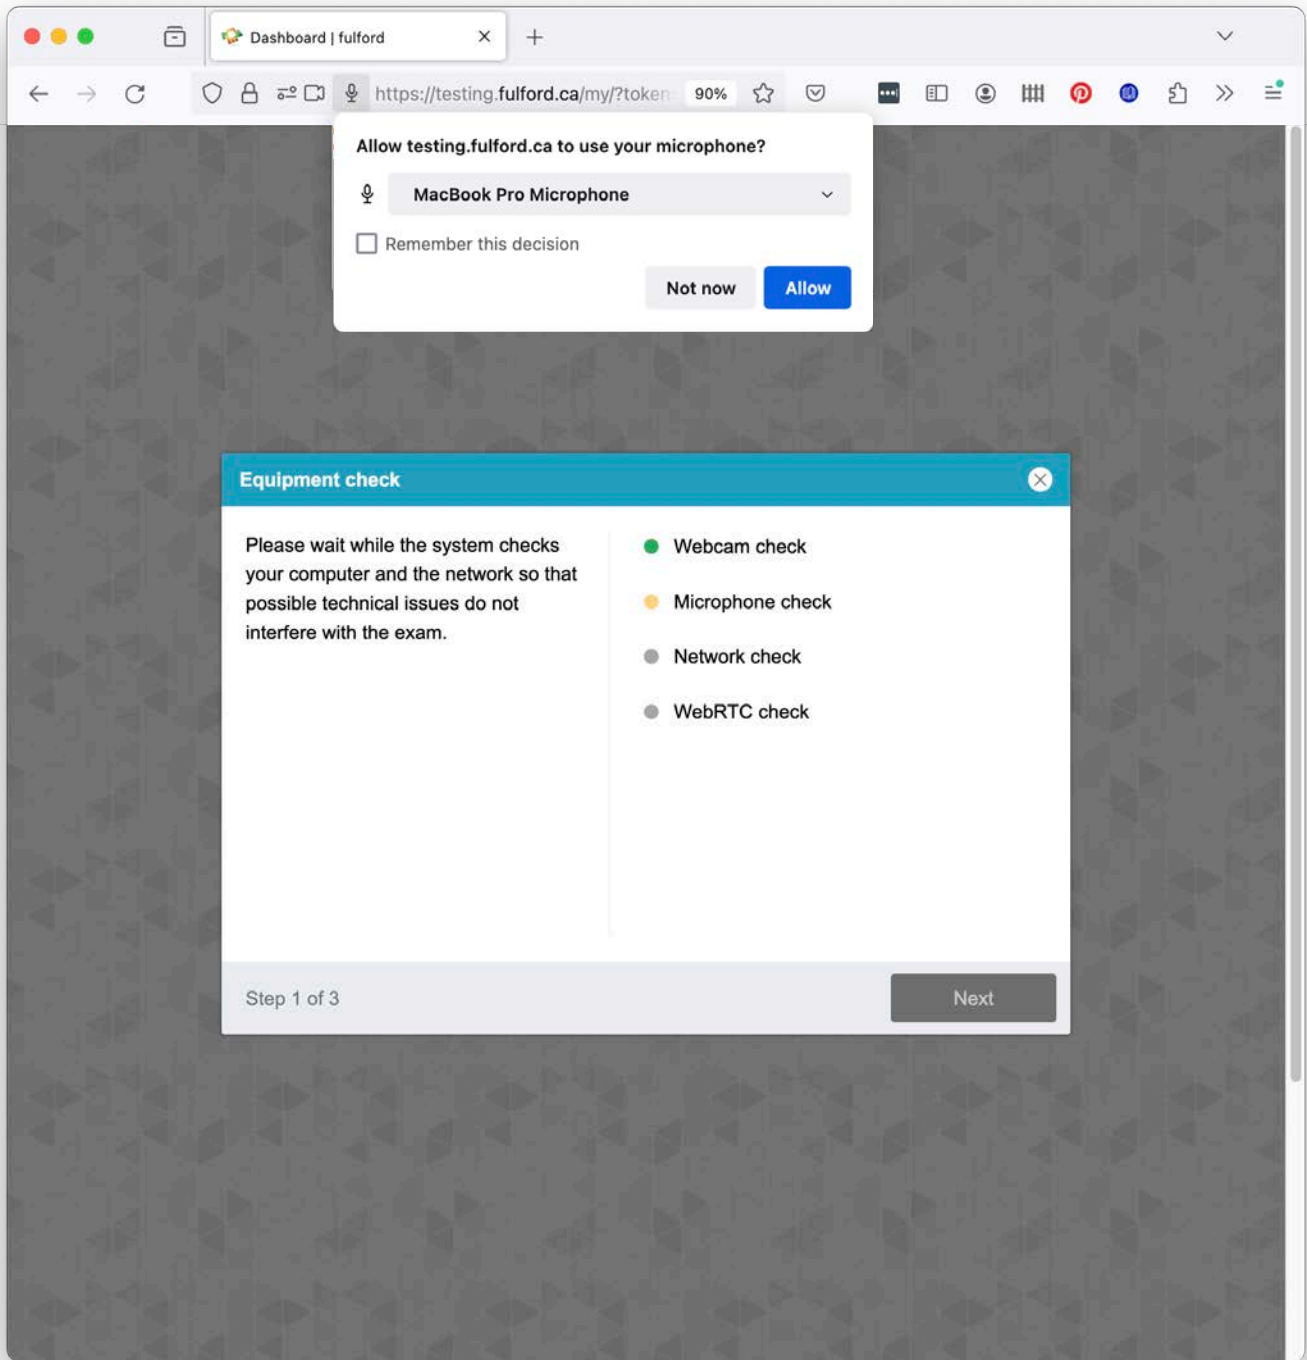 Dashboard | fulford
https://testing.fulford.ca/my/?token
90%
Allow testing.fulford.ca to use your microphone?
MacBook Pro Microphone
Remember this decision
Not now
Allow
Equipment check
Please wait while the system checks
your computer and the network so that
possible technical issues do not
interfere with the exam.
Webcam check
Microphone check
Network check
WebRTC check
Step 1 of 3
Next